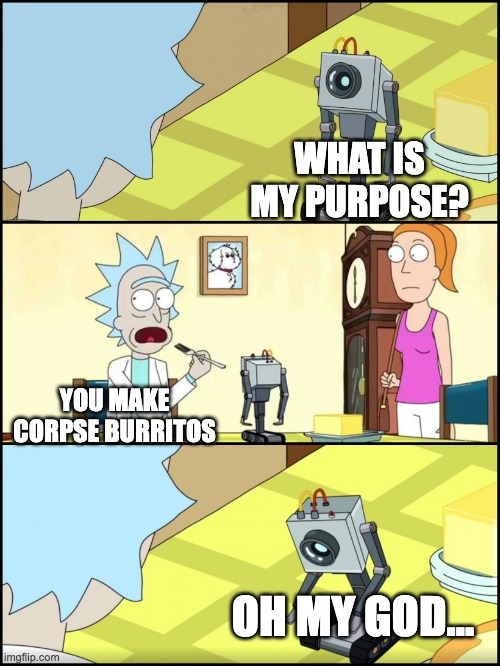 WHAT IS
MY PURPOSE?
YOU MAKE
CORPSE BURRITOS
OH MY GOD...
imgflip.com